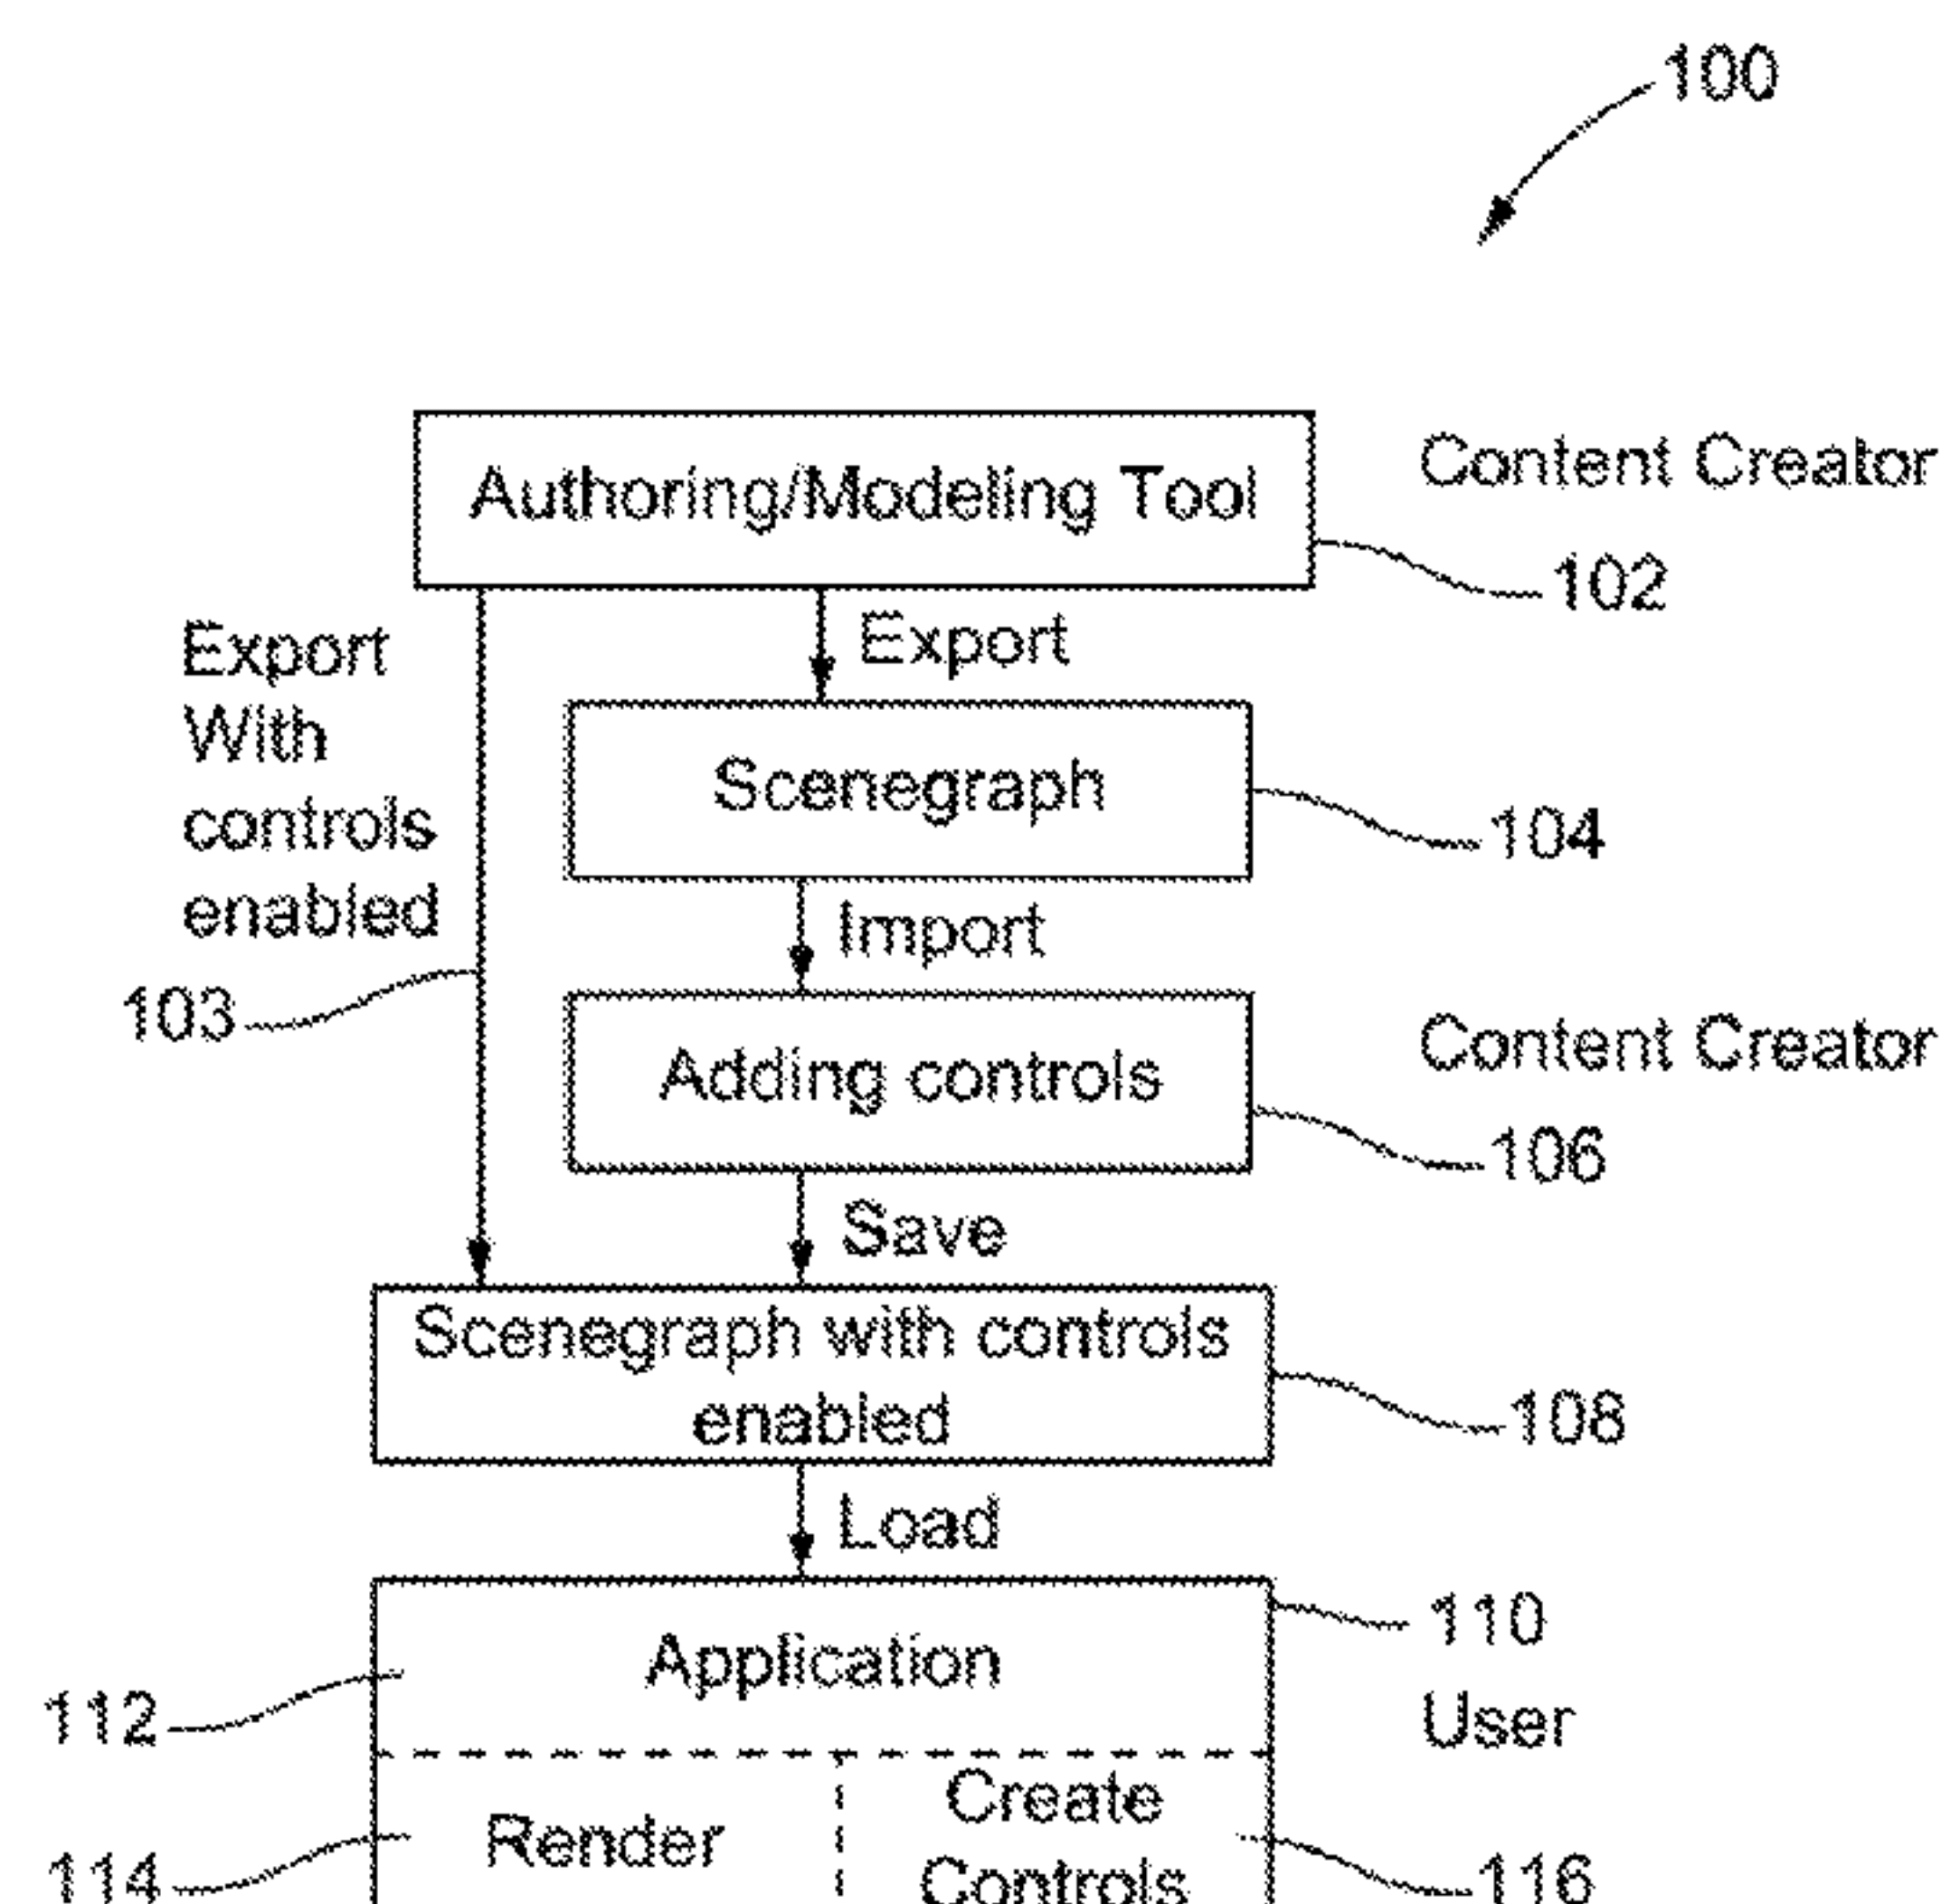 100
Authoring/Modeling Tool
Content Creator
102
Export
With
controls
enabled
103
Export
Scenegraph
104
Import
Adding controls
Content Creator
106
Save
Scenegraph with controls
enabled
108
Load
Application
110
User
112
Render
114
Create
Controls
116